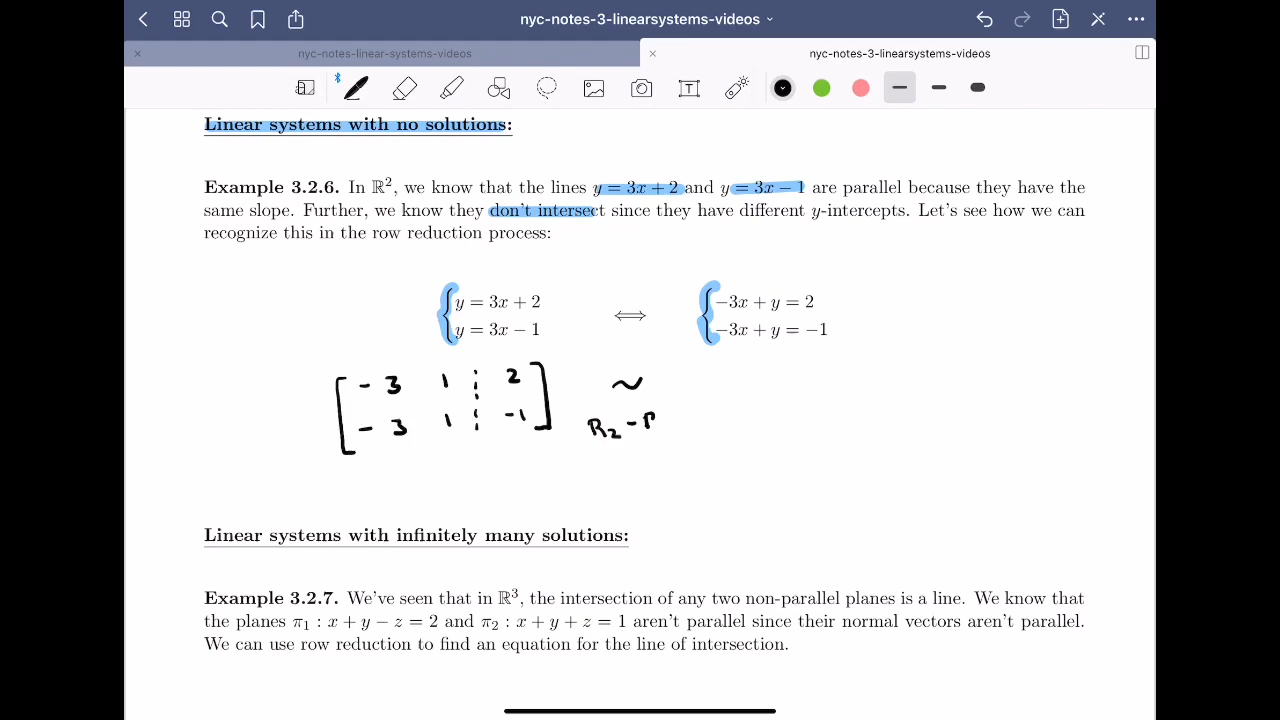 nyc-notes-3-linearsystems-videos
nyc-notes-linear-systems-videos
nyc-notes-3-linearsystems-videos
T
Linear systems with no solutions:
Example 3.2.6. In ℝ², we know that the lines y = 3x + 2 and y = 3x − 1 are parallel because they have the
same slope. Further, we know they don't intersect since they have different y-intercepts. Let's see how we can
recognize this in the row reduction process:
{ y = 3x + 2 ⟺ { −3x + y = 2
y = 3x − 1 −3x + y = −1
[ -3 1 ¦ 2 ] ~
[ -3 1 ¦ -1 ] R₂ -
Linear systems with infinitely many solutions:
Example 3.2.7. We've seen that in ℝ³, the intersection of any two non-parallel planes is a line. We know that
the planes π₁ : x + y − z = 2 and π₂ : x + y + z = 1 aren't parallel since their normal vectors aren't parallel.
We can use row reduction to find an equation for the line of intersection.